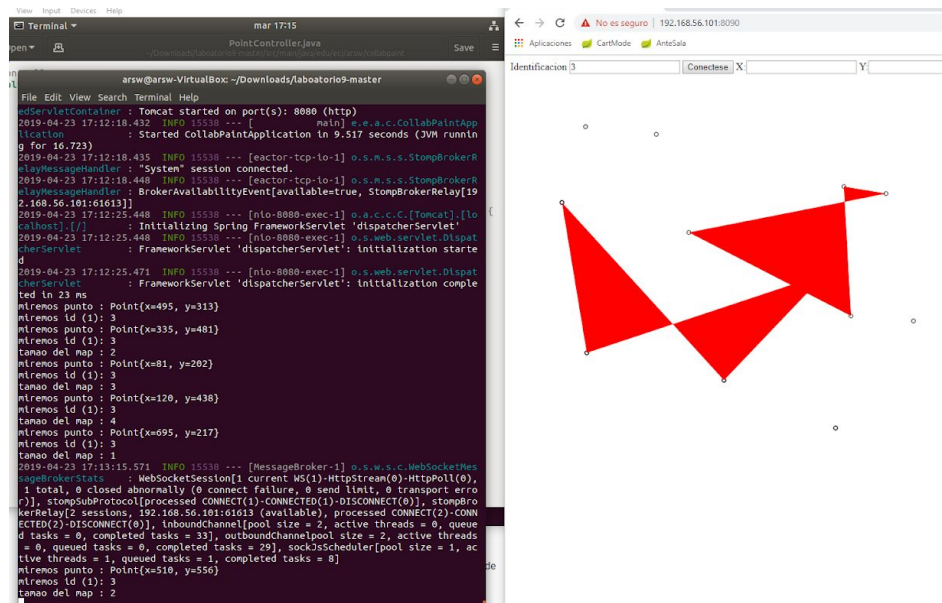 View Input Devices Help
Terminal
mar 17:15
Open
PointController.java
~/Downloads/laboatorio9-master/src/main/java/edu/eci/arsw/collabpaint
Save
arsw@arsw-VirtualBox: ~/Downloads/laboatorio9-master
File Edit View Search Terminal Help
edServletContainer : Tomcat started on port(s): 8080 (http)
2019-04-23 17:12:18.432 INFO 15538 --- [ main] e.e.a.c.CollabPaintApp
lication : Started CollabPaintApplication in 9.517 seconds (JVM runnin
g for 16.723)
2019-04-23 17:12:18.435 INFO 15538 --- [eactor-tcp-io-1] o.s.m.s.s.StompBrokerR
elayMessageHandler : "System" session connected.
2019-04-23 17:12:18.448 INFO 15538 --- [eactor-tcp-io-1] o.s.m.s.s.StompBrokerR
elayMessageHandler : BrokerAvailabilityEvent[available=true, StompBrokerRelay[19
2.168.56.101:61613]]
2019-04-23 17:12:25.448 INFO 15538 --- [nio-8080-exec-1] o.a.c.c.C.[Tomcat].[lo
calhost].[/] : Initializing Spring FrameworkServlet 'dispatcherServlet'
2019-04-23 17:12:25.448 INFO 15538 --- [nio-8080-exec-1] o.s.web.servlet.Dispat
cherServlet : FrameworkServlet 'dispatcherServlet': initialization starte
d
2019-04-23 17:12:25.471 INFO 15538 --- [nio-8080-exec-1] o.s.web.servlet.Dispat
cherServlet : FrameworkServlet 'dispatcherServlet': initialization comple
ted in 23 ms
miremos punto : Point{x=495, y=313}
miremos id (1): 3
miremos punto : Point{x=335, y=481}
miremos id (1): 3
tamao del map : 2
miremos punto : Point{x=81, y=202}
miremos id (1): 3
tamao del map : 3
miremos punto : Point{x=120, y=438}
miremos id (1): 3
tamao del map : 4
miremos punto : Point{x=695, y=217}
miremos id (1): 3
tamao del map : 1
2019-04-23 17:13:15.571 INFO 15538 --- [MessageBroker-1] o.s.w.s.c.WebSocketMes
sageBrokerStats : WebSocketSession[1 current WS(1)-HttpStream(0)-HttpPoll(0),
1 total, 0 closed abnormally (0 connect failure, 0 send limit, 0 transport erro
r)], stompSubProtocol[processed CONNECT(1)-CONNECTED(1)-DISCONNECT(0)], stompBro
kerRelay[2 sessions, 192.168.56.101:61613 (available), processed CONNECT(2)-CONN
ECTED(2)-DISCONNECT(0)], inboundChannel[pool size = 2, active threads = 0, queue
d tasks = 0, completed tasks = 33], outboundChannelpool size = 2, active threads
= 0, queued tasks = 0, completed tasks = 29], sockJsScheduler[pool size = 1, ac
tive threads = 1, queued tasks = 1, completed tasks = 8]
miremos punto : Point{x=510, y=556}
miremos id (1): 3
tamao del map : 2
{
de
No es seguro | 192.168.56.101:8090
Aplicaciones CartMode AnteSala
Identificacion 3 Conectese X: Y: